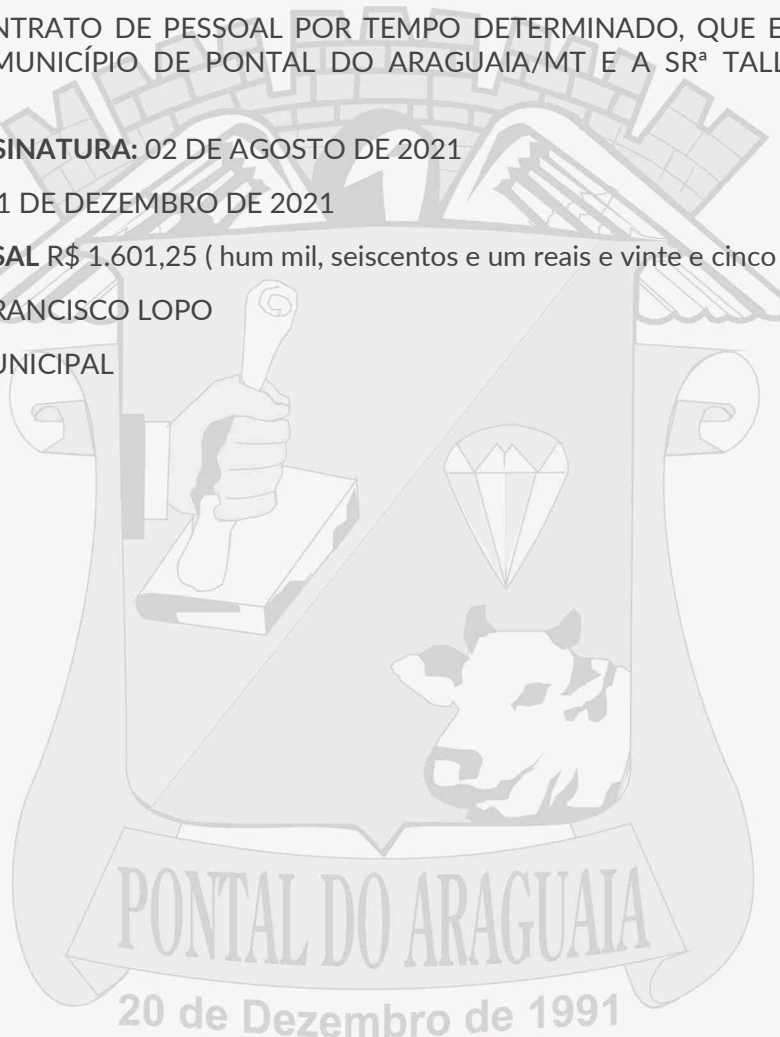 NTRATO DE PESSOAL POR TEMPO DETERMINADO, QUE E
MUNICÍPIO DE PONTAL DO ARAGUAIA/MT E A SRª TALL
SINATURA: 02 DE AGOSTO DE 2021
1 DE DEZEMBRO DE 2021
SAL R$ 1.601,25 ( hum mil, seiscentos e um reais e vinte e cinco
RANCISCO LOPO
UNICIPAL
PONTAL DO ARAGUAIA
20 de Dezembro de 1991